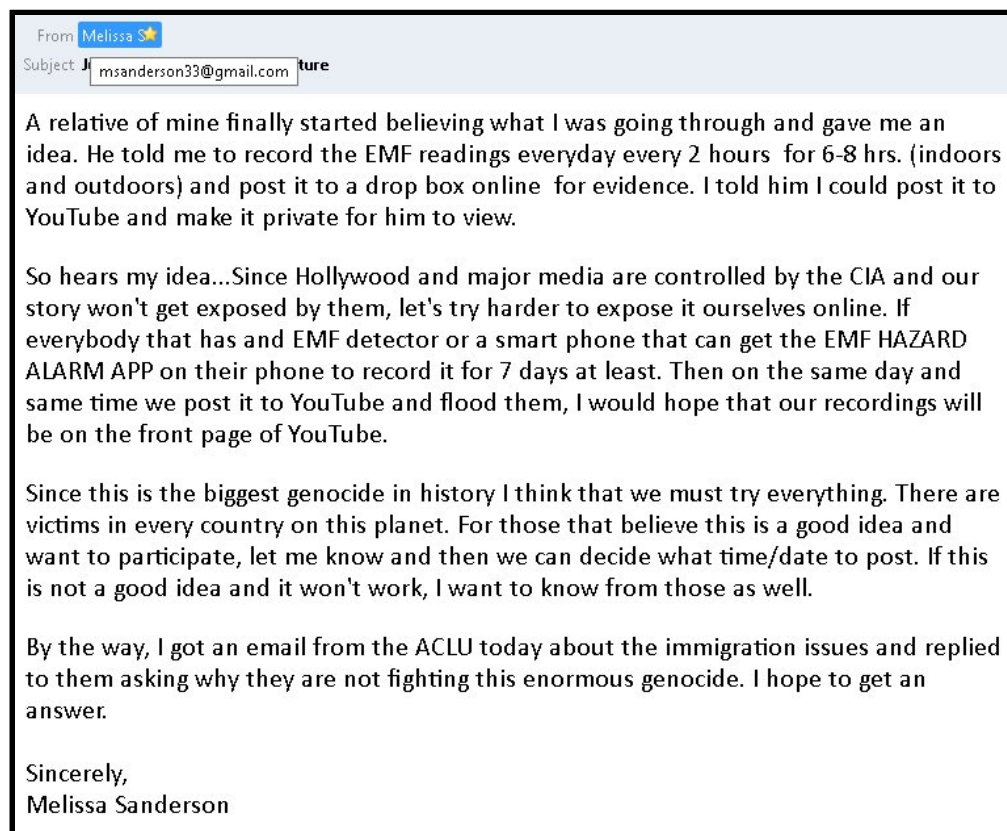 From Melissa S
Subject J ture
msanderson33@gmail.com
A relative of mine finally started believing what I was going through and gave me an
idea. He told me to record the EMF readings everyday every 2 hours  for 6-8 hrs. (indoors
and outdoors) and post it to a drop box online  for evidence. I told him I could post it to
YouTube and make it private for him to view.
So hears my idea...Since Hollywood and major media are controlled by the CIA and our
story won't get exposed by them, let's try harder to expose it ourselves online. If
everybody that has and EMF detector or a smart phone that can get the EMF HAZARD
ALARM APP on their phone to record it for 7 days at least. Then on the same day and
same time we post it to YouTube and flood them, I would hope that our recordings will
be on the front page of YouTube.
Since this is the biggest genocide in history I think that we must try everything. There are
victims in every country on this planet. For those that believe this is a good idea and
want to participate, let me know and then we can decide what time/date to post. If this
is not a good idea and it won't work, I want to know from those as well.
By the way, I got an email from the ACLU today about the immigration issues and replied
to them asking why they are not fighting this enormous genocide. I hope to get an
answer.
Sincerely,
Melissa Sanderson